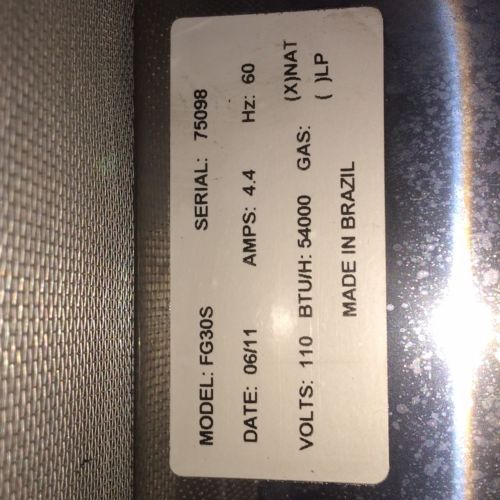 MODEL: FG30S SERIAL: 75098
DATE: 06/11 AMPS: 4.4 Hz: 60
VOLTS: 110 BTU/H: 54000 GAS: (X)NAT
( )LP
MADE IN BRAZIL